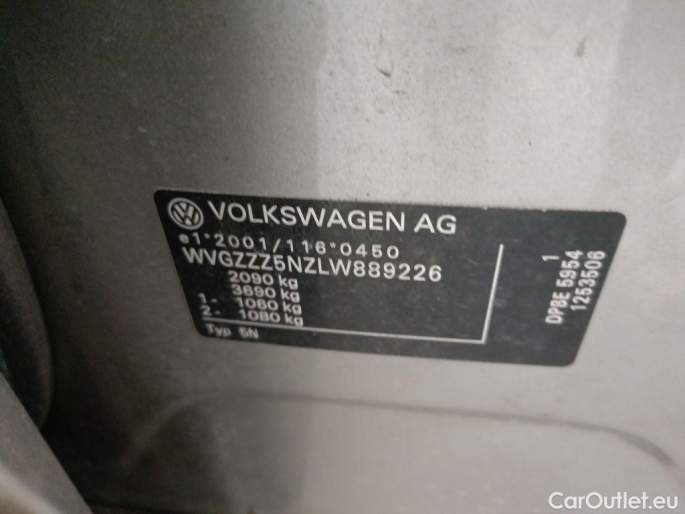 VOLKSWAGEN AG
e1*2001/116*0450
WVGZZZ5NZLW889226
2090 kg
3690 kg
1- 1060 kg
2- 1080 kg
Typ 5N
1
DP8E 5954
1253506
CarOutlet.eu